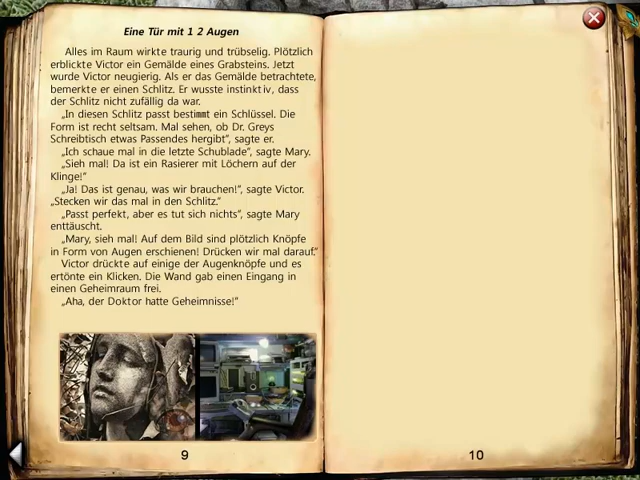 Eine Tür mit 1 2 Augen
Alles im Raum wirkte traurig und trübselig. Plötzlich
erblickte Victor ein Gemälde eines Grabsteins. Jetzt
wurde Victor neugierig. Als er das Gemälde betrachtete,
bemerkte er einen Schlitz. Er wusste instinktiv, dass
der Schlitz nicht zufällig da war.
„In diesen Schlitz passt bestimmt ein Schlüssel. Die
Form ist recht seltsam. Mal sehen, ob Dr. Greys
Schreibtisch etwas Passendes hergibt”, sagte er.
„Ich schaue mal in die letzte Schublade”, sagte Mary.
„Sieh mal! Da ist ein Rasierer mit Löchern auf der
Klinge!”
„Ja! Das ist genau, was wir brauchen!”, sagte Victor.
„Stecken wir das mal in den Schlitz.”
„Passt perfekt, aber es tut sich nichts”, sagte Mary
enttäuscht.
„Mary, sieh mal! Auf dem Bild sind plötzlich Knöpfe
in Form von Augen erschienen! Drücken wir mal darauf.”
Victor drückte auf einige der Augenknöpfe und es
ertönte ein Klicken. Die Wand gab einen Eingang in
einen Geheimraum frei.
„Aha, der Doktor hatte Geheimnisse!”
9
10